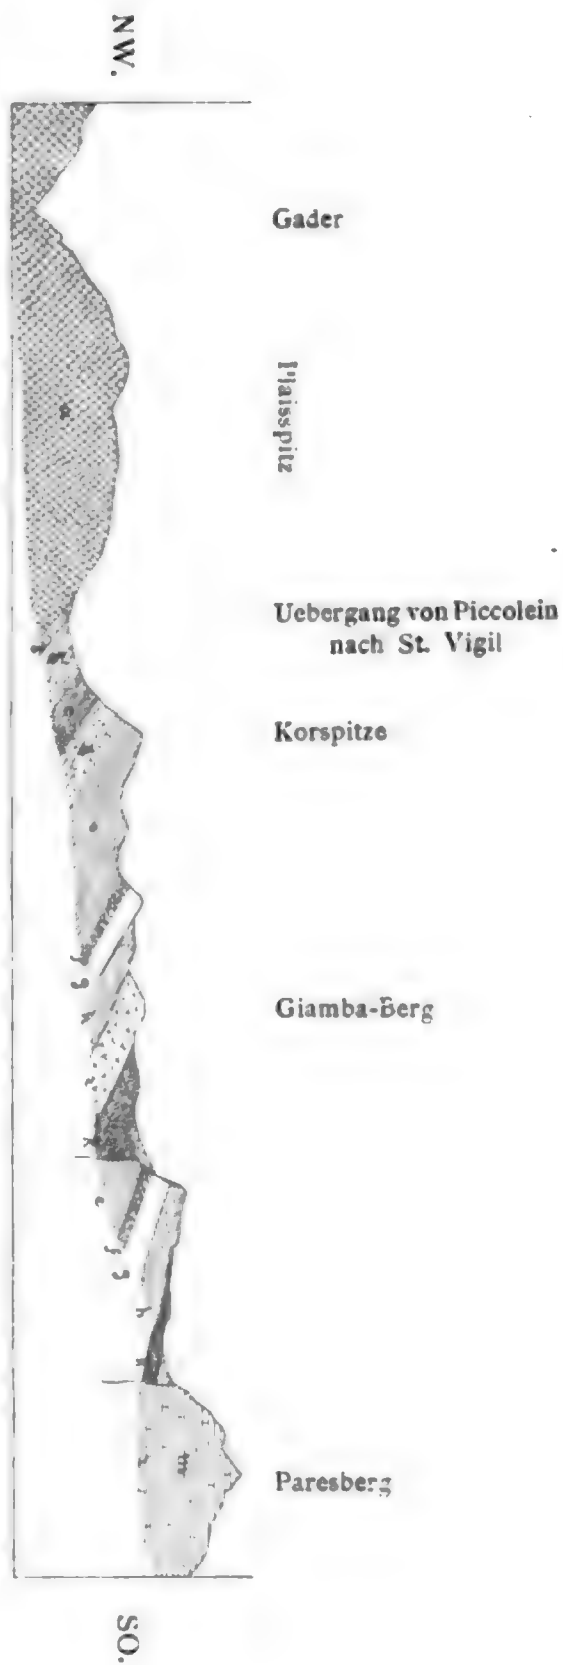 NW.
Gader
Plaisspitz
Uebergang von Piccolein
nach St. Vigil
Korspitze
e
f
g
k
Giamba-Berg
k
e
f
g
h
k
m
Paresberg
SO.